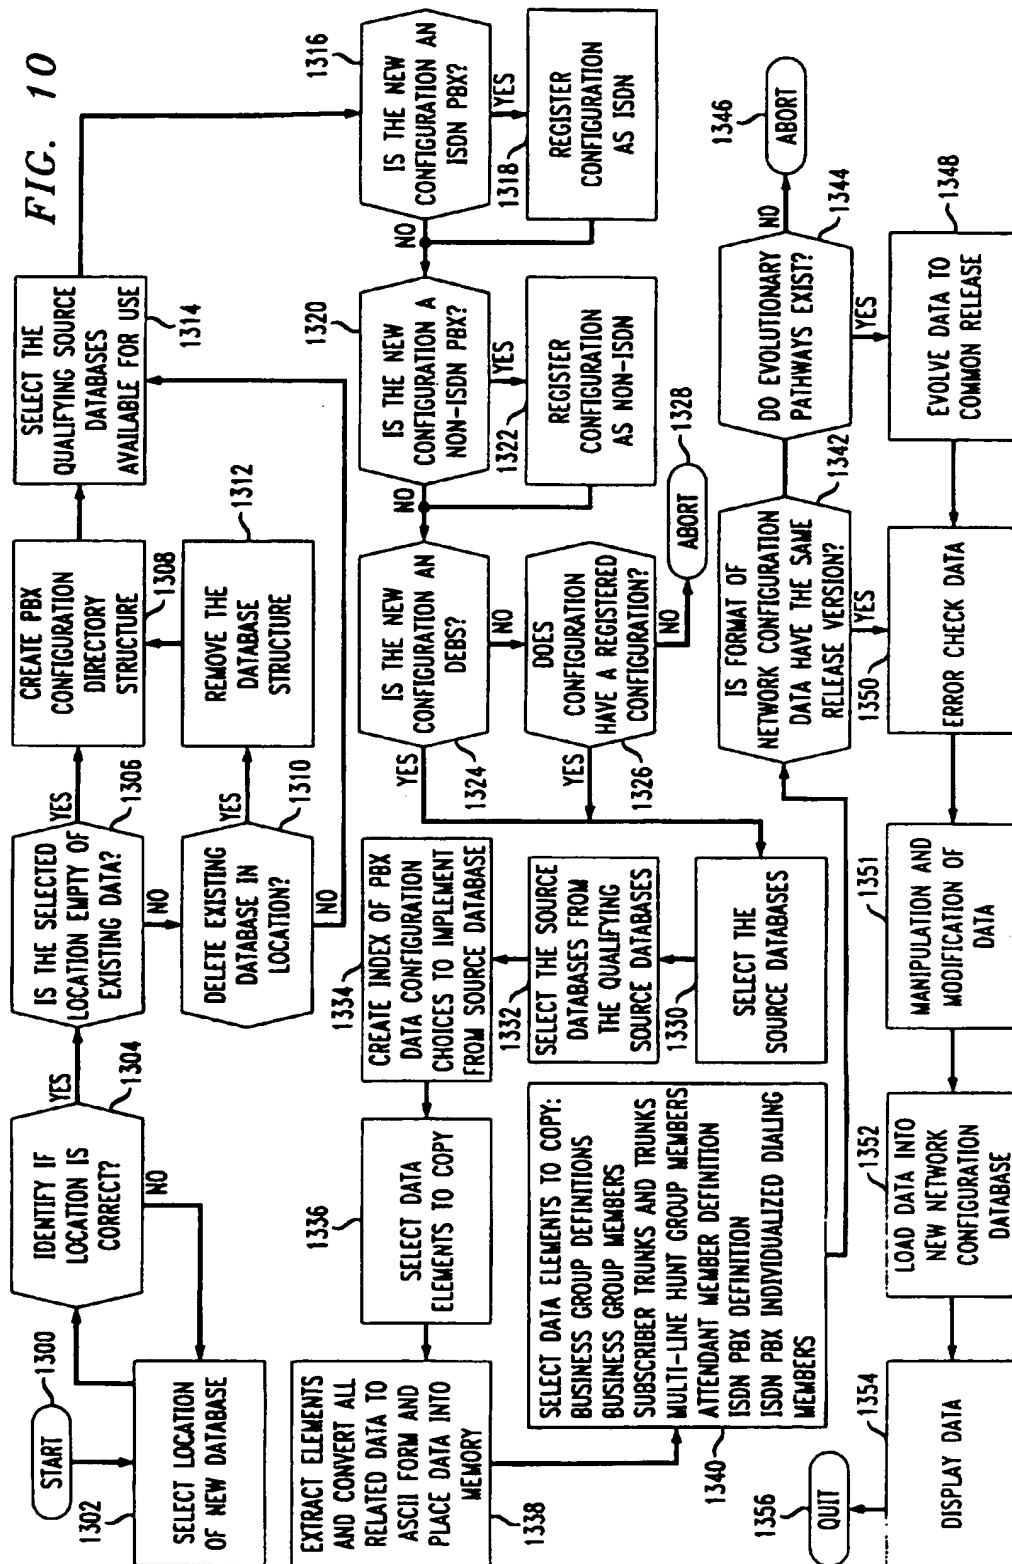 FIG. 10
START
1300
1302
SELECT LOCATION
OF NEW DATABASE
IDENTIFY IF
LOCATION IS
CORRECT?
1304
YES
NO
IS THE SELECTED
LOCATION EMPTY OF
EXISTING DATA?
1306
YES
NO
CREATE PBX
CONFIGURATION
DIRECTORY
STRUCTURE
1308
DELETE EXISTING
DATABASE IN
LOCATION?
1310
YES
NO
REMOVE THE
DATABASE
STRUCTURE
1312
SELECT THE
QUALIFYING SOURCE
DATABASES
AVAILABLE FOR USE
1314
IS THE NEW
CONFIGURATION AN
ISDN PBX?
1316
YES
NO
1318
REGISTER
CONFIGURATION
AS ISDN
IS THE NEW
CONFIGURATION A
NON-ISDN PBX?
1320
YES
NO
1322
REGISTER
CONFIGURATION
AS NON-ISDN
IS THE NEW
CONFIGURATION AN
DEBS?
1324
YES
NO
DOES
CONFIGURATION
HAVE A REGISTERED
CONFIGURATION?
1326
YES
NO
ABORT
1328
SELECT THE
SOURCE DATABASES
1330
SELECT THE SOURCE
DATABASES FROM
THE QUALIFYING
SOURCE DATABASES
1332
CREATE INDEX OF PBX
DATA CONFIGURATION
CHOICES TO IMPLEMENT
FROM SOURCE DATABASE
1334
SELECT DATA
ELEMENTS TO COPY
1336
EXTRACT ELEMENTS
AND CONVERT ALL
RELATED DATA TO
ASCII FORM AND
PLACE DATA INTO
MEMORY
1338
SELECT DATA ELEMENTS TO COPY:
BUSINESS GROUP DEFINITIONS
BUSINESS GROUP MEMBERS
SUBSCRIBER TRUNKS AND TRUNKS
MULTI-LINE HUNT GROUP MEMBERS
ATTENDANT MEMBER DEFINITION
ISDN PBX DEFINITION
ISDN PBX INDIVIDUALIZED DIALING
MEMBERS
1340
IS FORMAT OF
NETWORK CONFIGURATION
DATA HAVE THE SAME
RELEASE VERSION?
1342
YES
DO EVOLUTIONARY
PATHWAYS EXIST?
1344
NO
YES
ABORT
1346
EVOLVE DATA TO
COMMON RELEASE
1348
ERROR CHECK DATA
1350
MANIPULATION AND
MODIFICATION OF
DATA
1351
LOAD DATA INTO
NEW NETWORK
CONFIGURATION
DATABASE
1352
DISPLAY DATA
1354
QUIT
1356